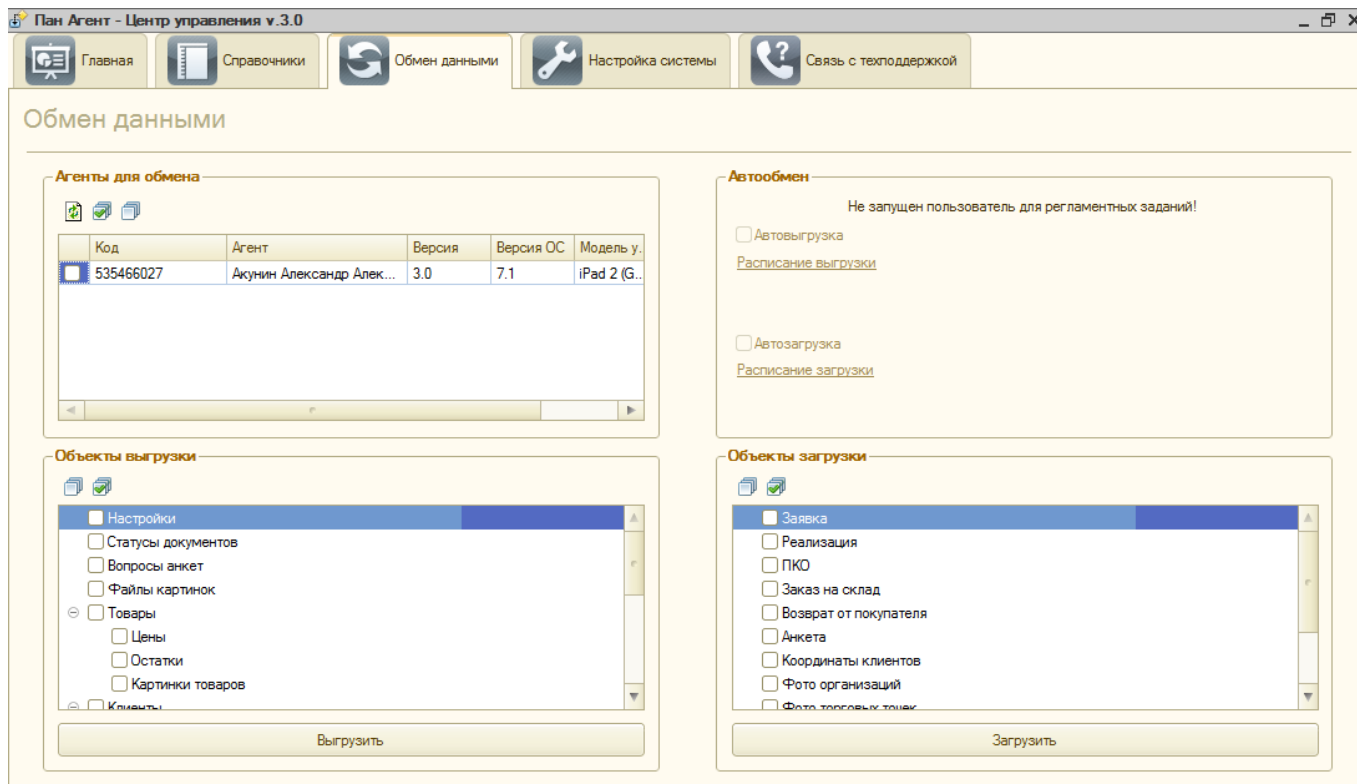 Пан Агент - Центр управления v.3.0
Главная
Справочники
Обмен данными
Настройка системы
Связь с техподдержкой
Обмен данными
Агенты для обмена
Код Агент Версия Версия ОС Модель у.
535466027 Акунин Александр Алек... 3.0 7.1 iPad 2 (G..
Автообмен
Не запущен пользователь для регламентных заданий!
Автовыгрузка
Расписание выгрузки
Автозагрузка
Расписание загрузки
Объекты выгрузки
Настройки
Статусы документов
Вопросы анкет
Файлы картинок
Товары
Цены
Остатки
Картинки товаров
Клиенты
Выгрузить
Объекты загрузки
Заявка
Реализация
ПКО
Заказ на склад
Возврат от покупателя
Анкета
Координаты клиентов
Фото организаций
Фото торговых точек
Загрузить